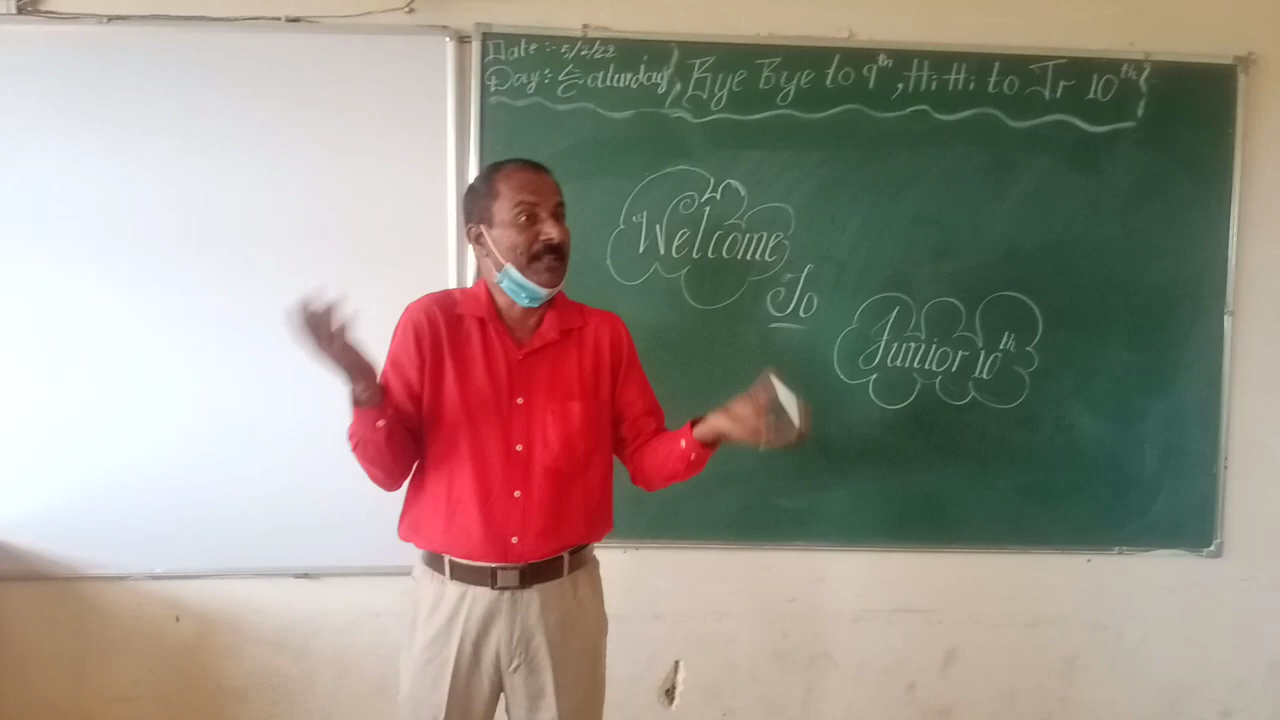 Date :- 5/2/22
Day :- Saturday } Bye Bye to 9th, Hi Hi to Jr 10th }
Welcome
To
Junior 10th